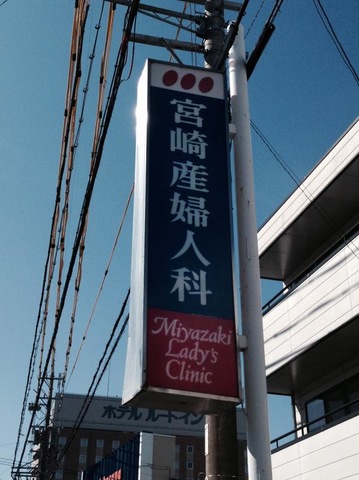 宮崎産婦人科
Miyazaki
Lady's
Clinic
ホテルルートイン